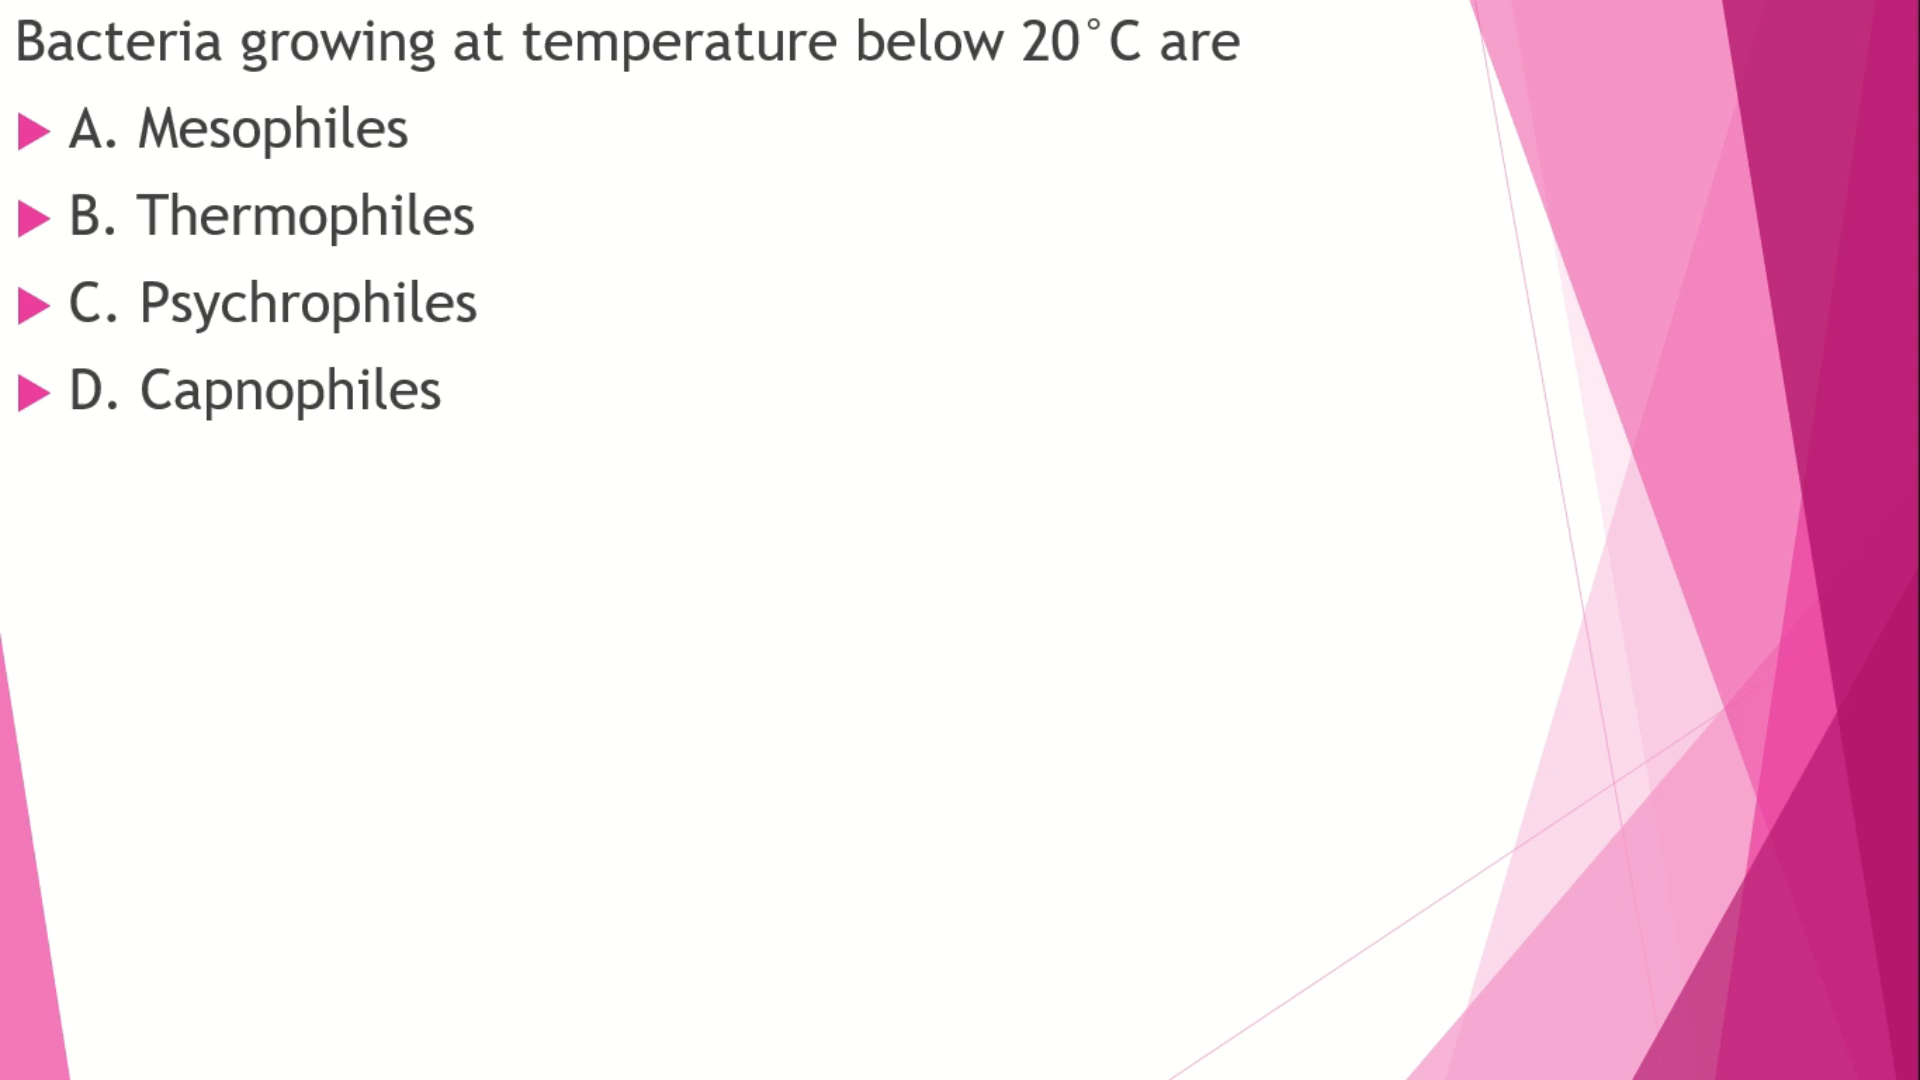 Bacteria growing at temperature below 20°C are
A. Mesophiles
B. Thermophiles
C. Psychrophiles
D. Capnophiles